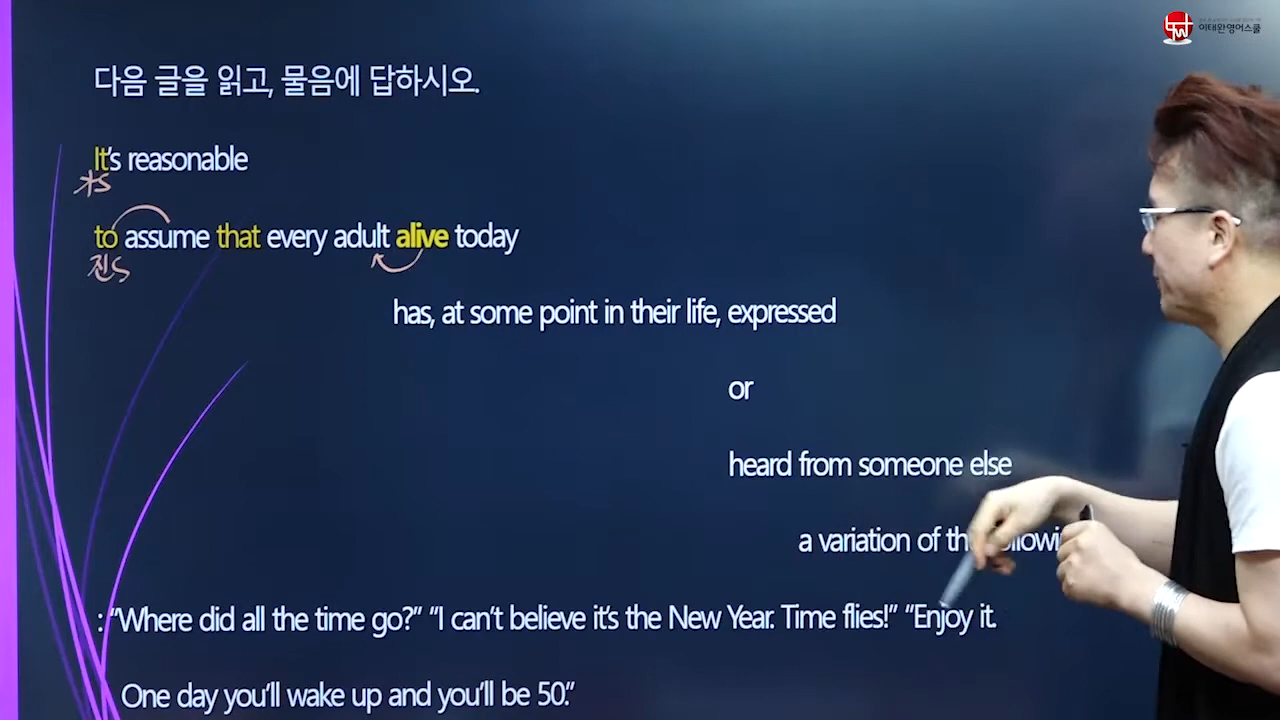 이태환영어스쿨
다음 글을 읽고, 물음에 답하시오.
It's reasonable
가S
to assume that every adult alive today
진S
has, at some point in their life, expressed
or
heard from someone else
a variation of
: “Where did all the time go?” “I can't believe it's the New Year. Time flies!” “Enjoy it.
One day you'll wake up and you'll be 50.”